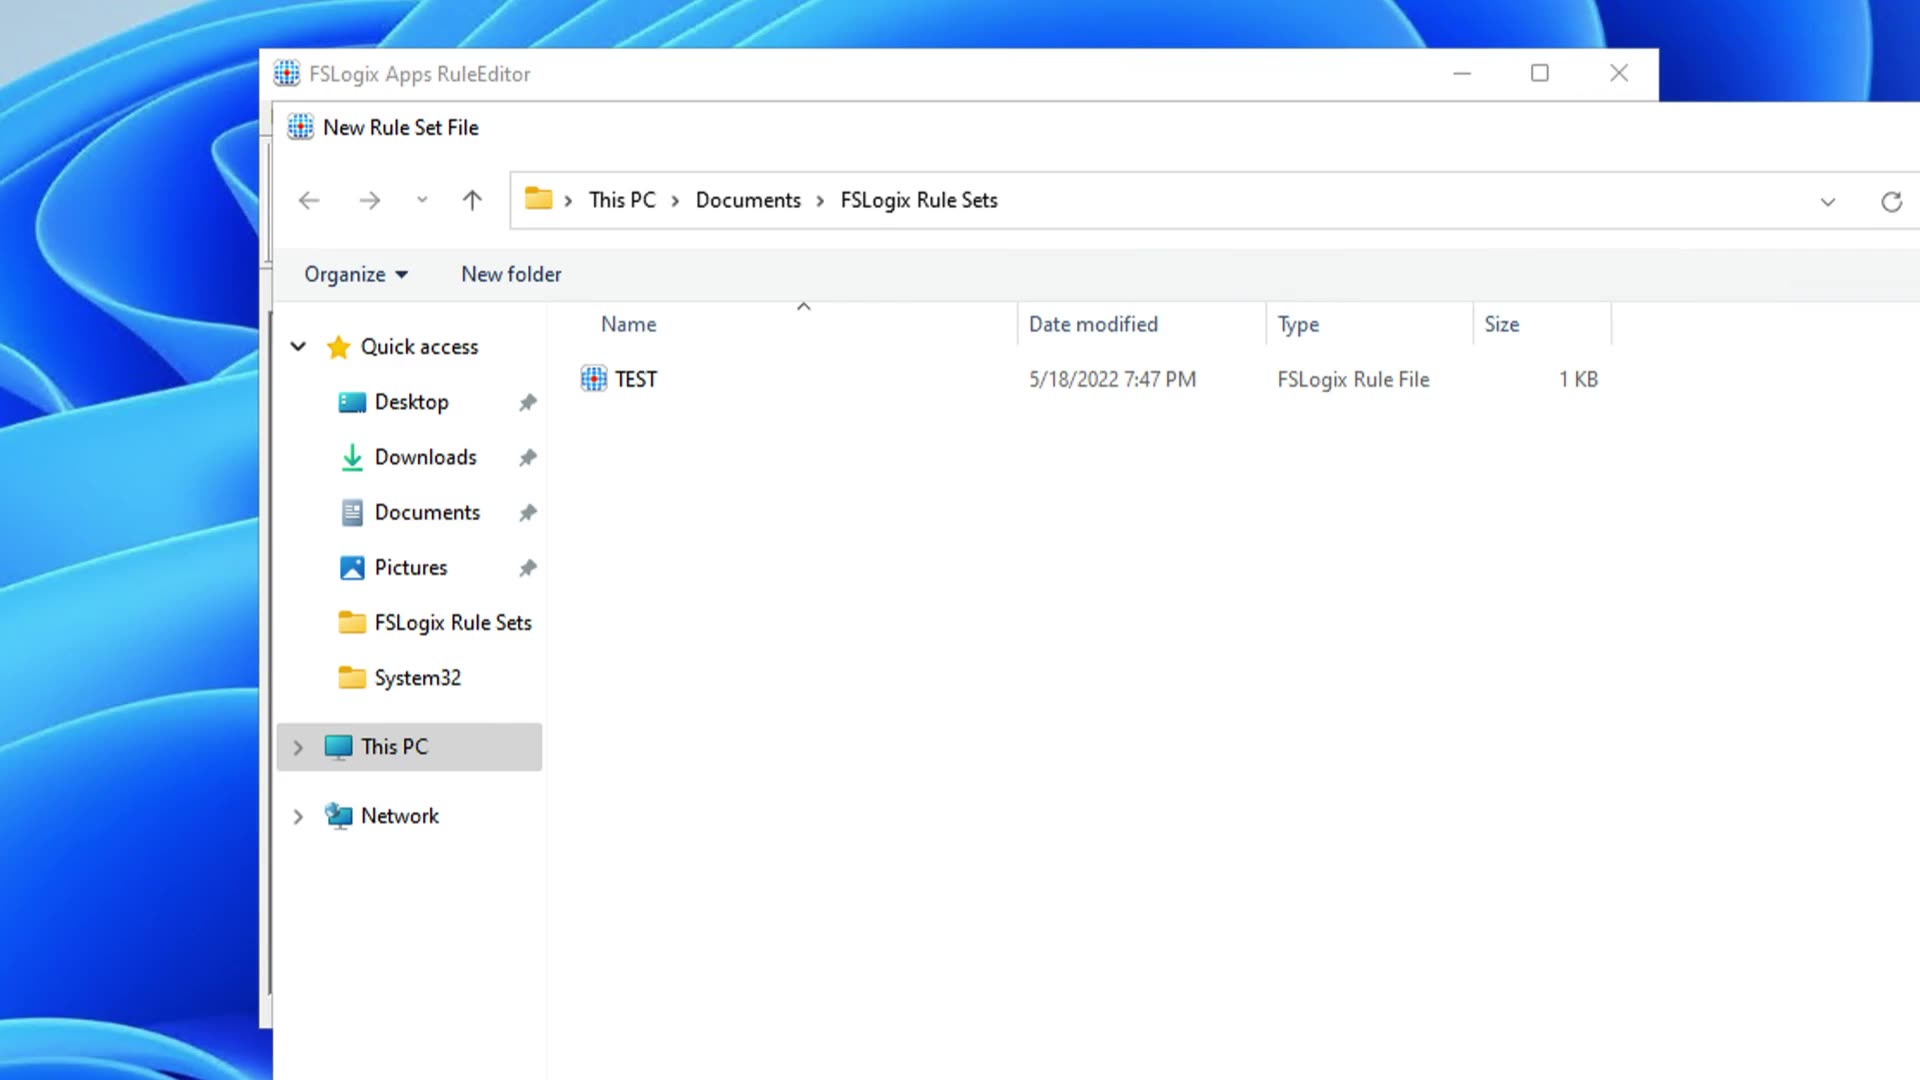 FSLogix Apps RuleEditor
New Rule Set File
This PC Documents FSLogix Rule Sets
Organize New folder
Name Date modified Type Size
Quick access
TEST 5/18/2022 7:47 PM FSLogix Rule File 1 KB
Desktop
Downloads
Documents
Pictures
FSLogix Rule Sets
System32
This PC
Network